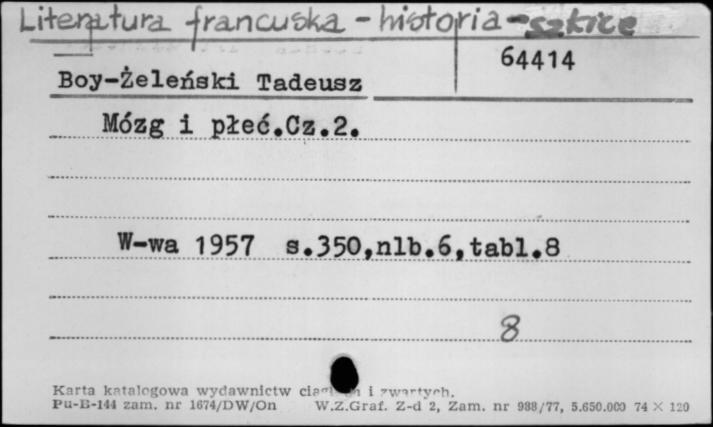 Literatura francuska - historia - szkice
64414
Boy-Żeleński Tadeusz
Mózg i płeć.Cz.2.
W-wa 1957 s.350,nlb.6,tabl.8
8
Karta katalogowa wydawnictw i zwartych.
Pu-B-144 zam. nr 1674/DW/On W.Z.Graf. Z-d 2, Zam. nr 988/77, 5.650.000 74 × 120